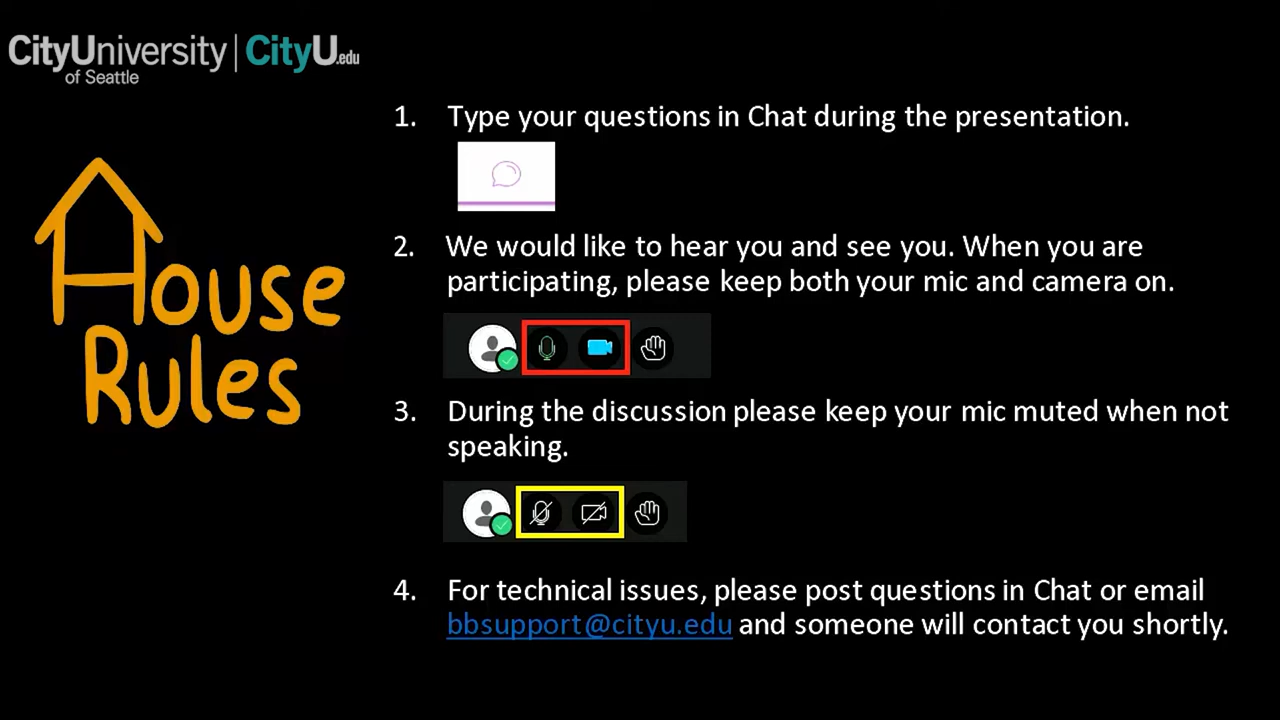 CityUniversity | CityU.edu
of Seattle
House
Rules
1. Type your questions in Chat during the presentation.
2. We would like to hear you and see you. When you are
participating, please keep both your mic and camera on.
3. During the discussion please keep your mic muted when not
speaking.
4. For technical issues, please post questions in Chat or email
bbsupport@cityu.edu and someone will contact you shortly.